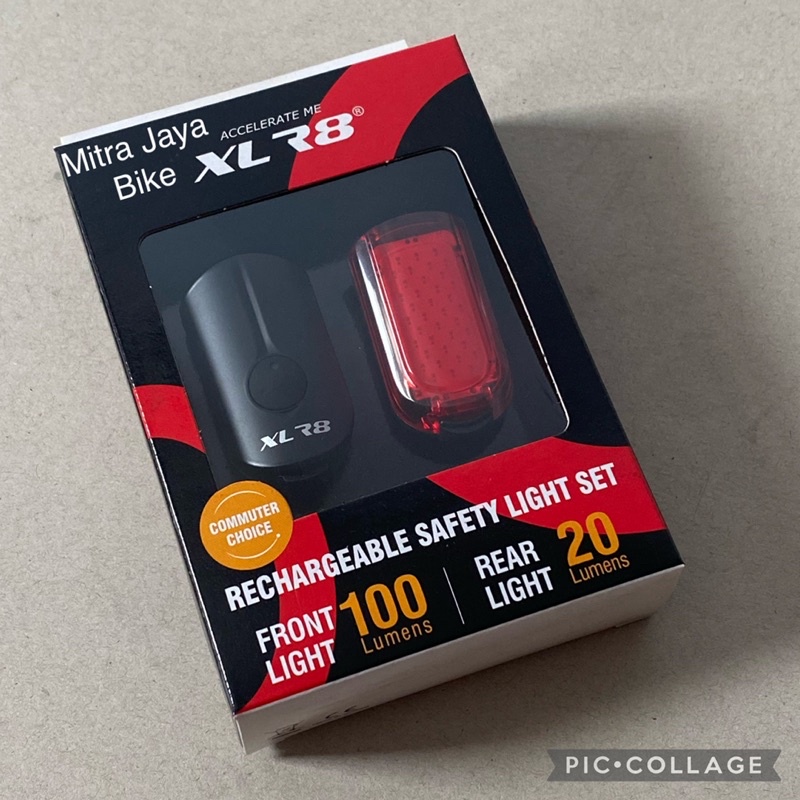 Mitra Jaya
Bike
ACCELERATE ME
XLR8®
XLR8
COMMUTER
CHOICE
RECHARGEABLE SAFETY LIGHT SET
FRONT
LIGHT
100
Lumens
REAR
LIGHT
20
Lumens
CE
PIC•COLLAGE